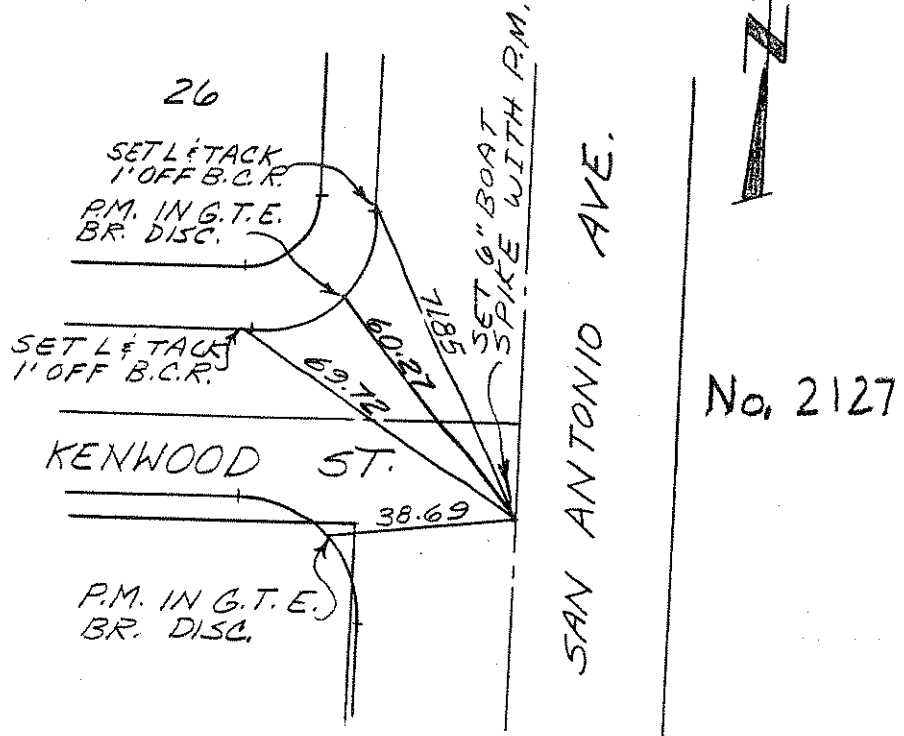 26
SET L & TACK
1' OFF B.C.R.
P.M. IN G.T.E.
BR. DISC.
SET L & TACK
1' OFF B.C.R.
SET 6" BOAT
SPIKE WITH P.M.
N
71.85
60.27
69.72
38.69
KENWOOD ST.
SAN ANTONIO AVE.
No. 2127
P.M. IN G.T.E.
BR. DISC.